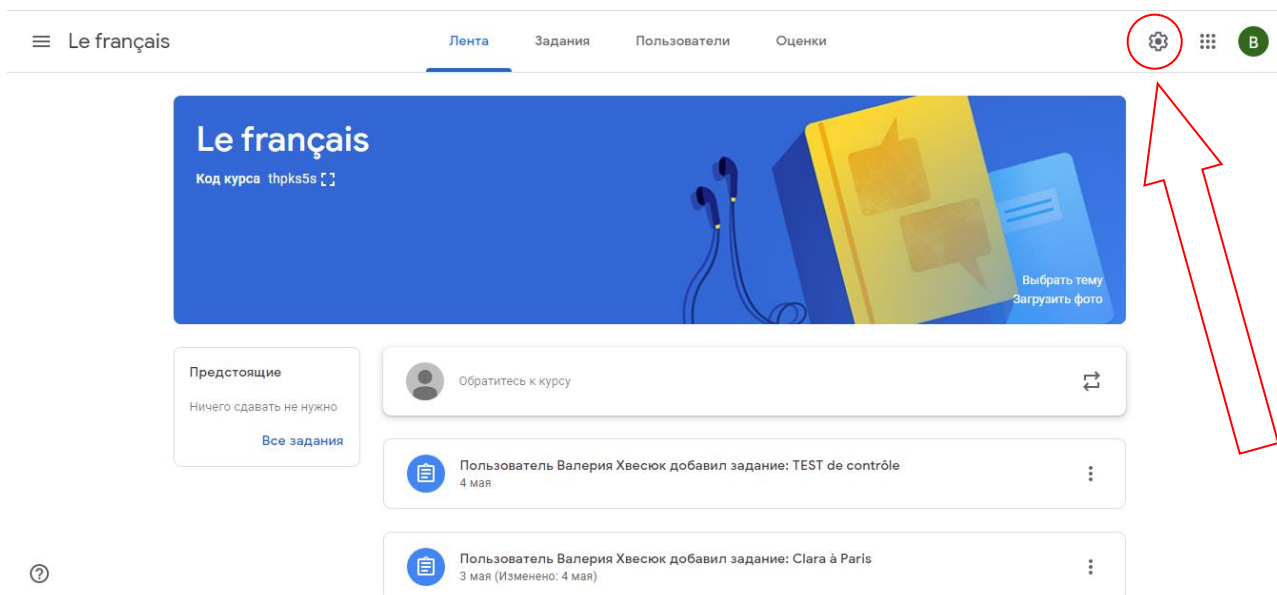 Le français
Лента Задания Пользователи Оценки
B
Le français
Код курса thpks5s
Выбрать тему
Загрузить фото
Предстоящие
Ничего сдавать не нужно
Все задания
Обратитесь к курсу
Пользователь Валерия Хвесюк добавил задание: TEST de contrôle
4 мая
Пользователь Валерия Хвесюк добавил задание: Clara à Paris
3 мая (Изменено: 4 мая)